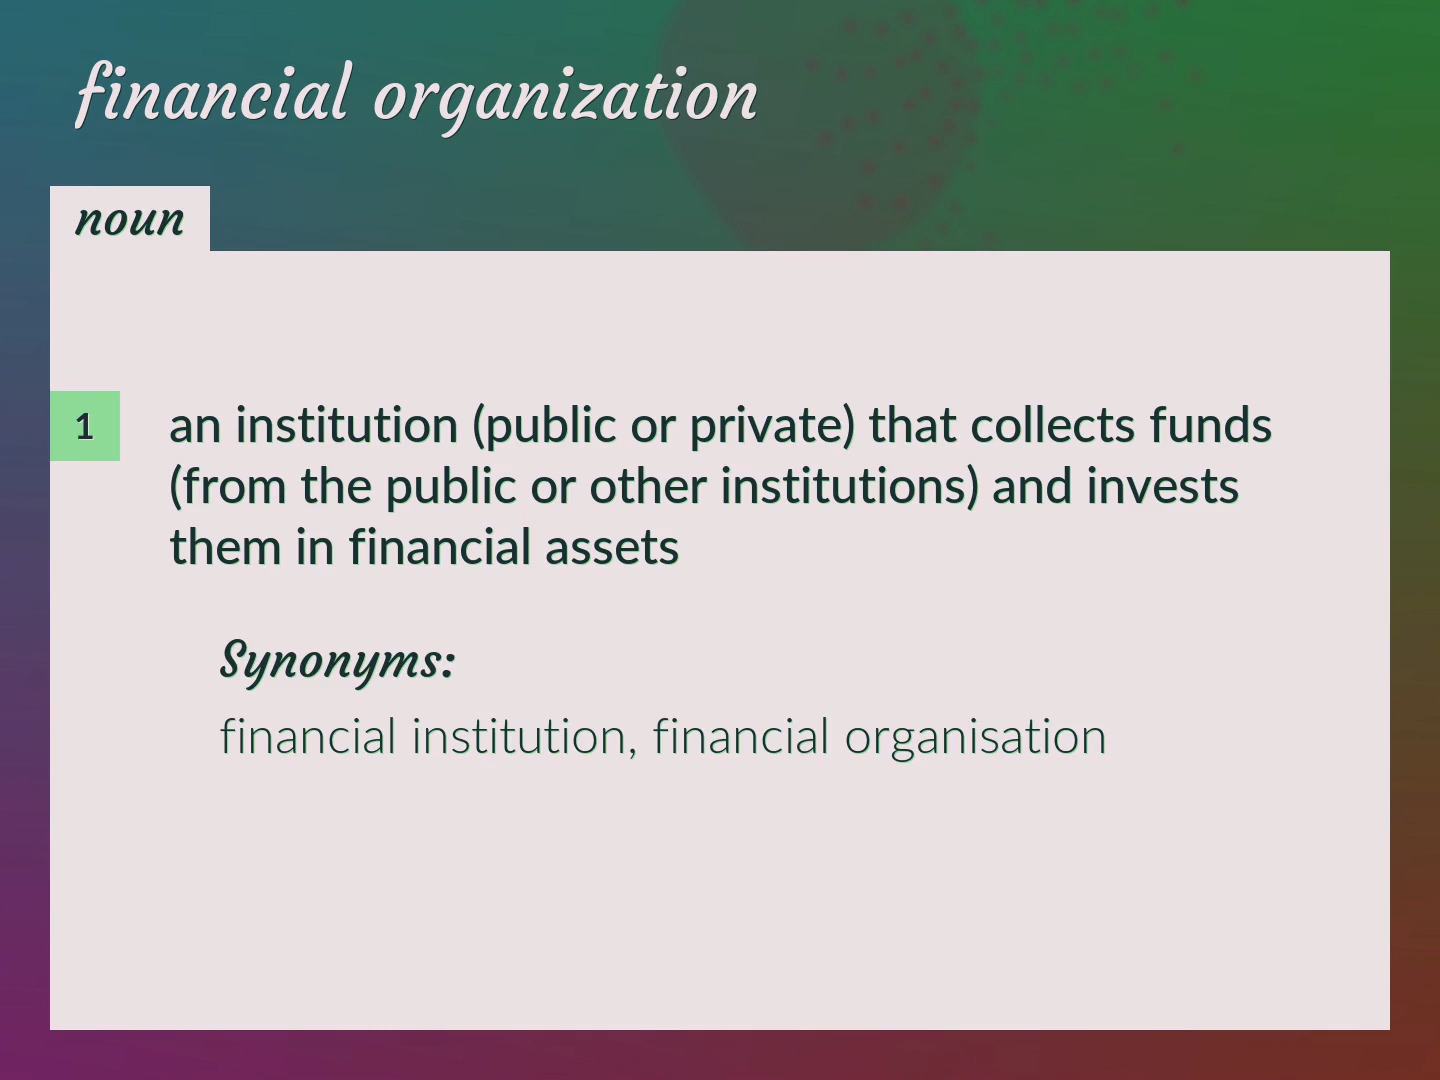 financial organization
noun
1
an institution (public or private) that collects funds
(from the public or other institutions) and invests
them in financial assets
Synonyms:
financial institution, financial organisation